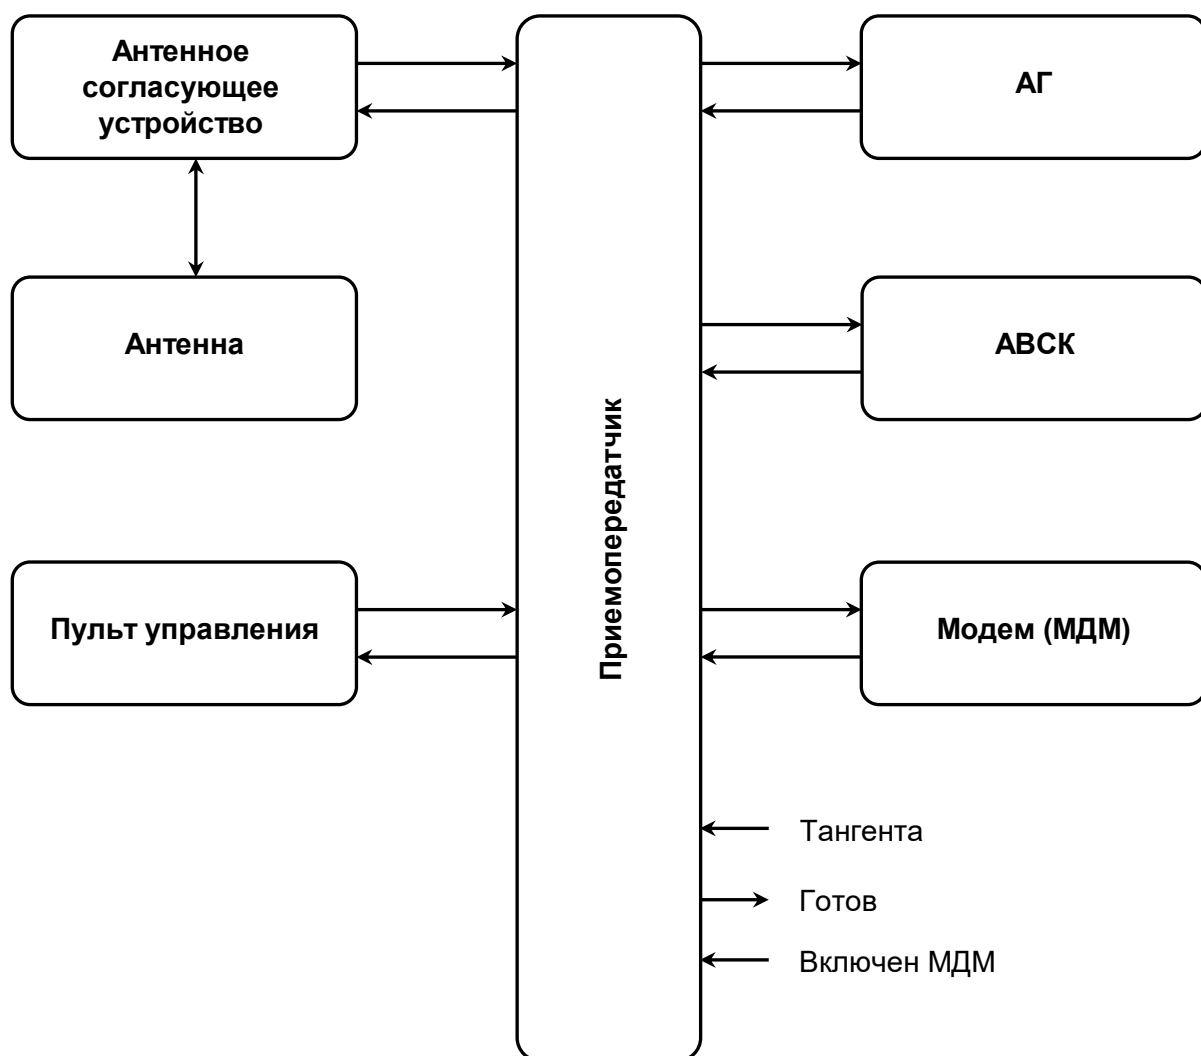 Антенное
согласующее
устройство
АГ
Антенна
АВСК
Приемопередатчик
Пульт управления
Модем (МДМ)
Тангента
Готов
Включен МДМ